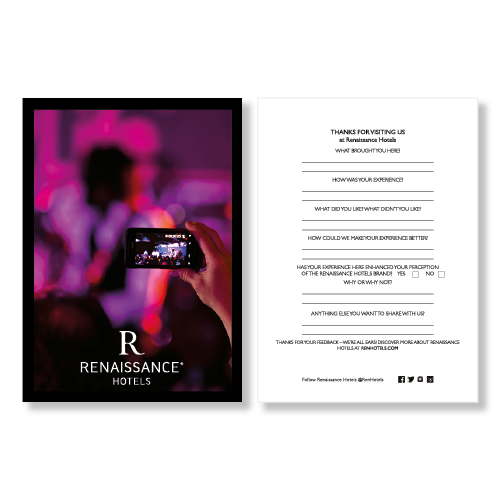 R
RENAISSANCE®
HOTELS
THANKS FOR VISITING US
at Renaissance Hotels
WHAT BROUGHT YOU HERE?
HOW WAS YOUR EXPERIENCE?
WHAT DID YOU LIKE? WHAT DIDN'T YOU LIKE?
HOW COULD WE MAKE YOUR EXPERIENCE BETTER?
HAS YOUR EXPERIENCE HERE ENHANCED YOUR PERCEPTION
OF THE RENAISSANCE HOTELS BRAND? YES NO
WHY OR WHY NOT?
ANYTHING ELSE YOU WANT TO SHARE WITH US?
THANKS FOR YOUR FEEDBACK – WE'RE ALL EARS! DISCOVER MORE ABOUT RENAISSANCE
HOTELS AT RENHOTELS.COM
Follow Renaissance Hotels @RenHotels